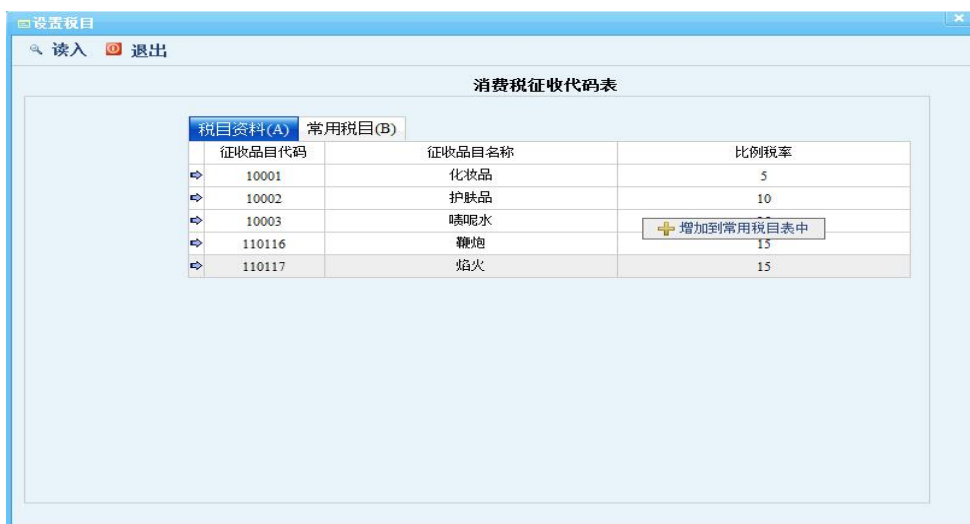 设置税目
读入 退出
消费税征收代码表
税目资料(A) 常用税目(B)
征收品目代码 征收品目名称 比例税率
10001 化妆品 5
10002 护肤品 10
10003 啫呢水
增加到常用税目表中
110116 鞭炮 15
110117 焰火 15